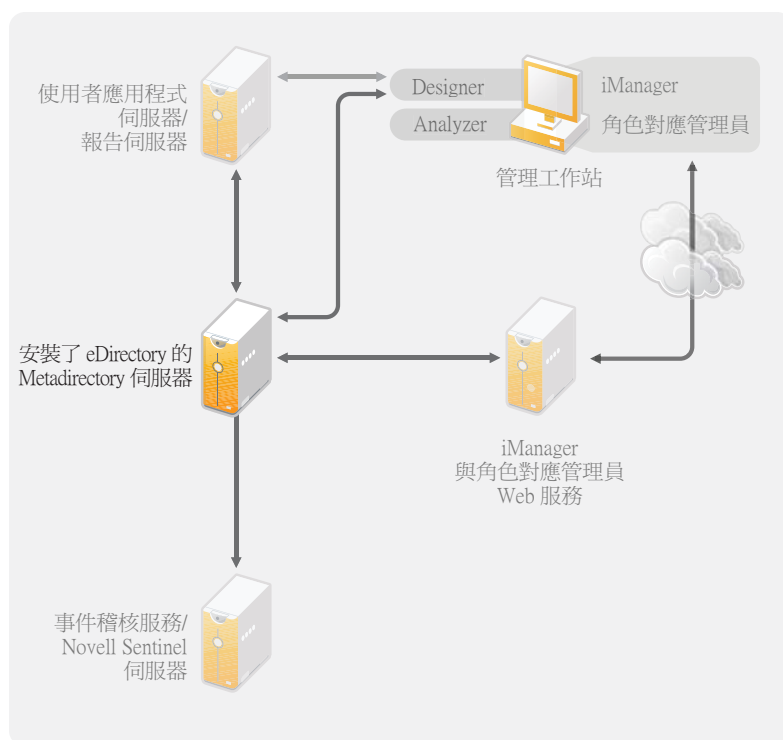 使用者應用程式
伺服器/
報告伺服器
Designer
Analyzer
iManager
角色對應管理員
管理工作站
安裝了 eDirectory 的
Metadirectory 伺服器
iManager
與角色對應管理員
Web 服務
事件稽核服務/
Novell Sentinel
伺服器